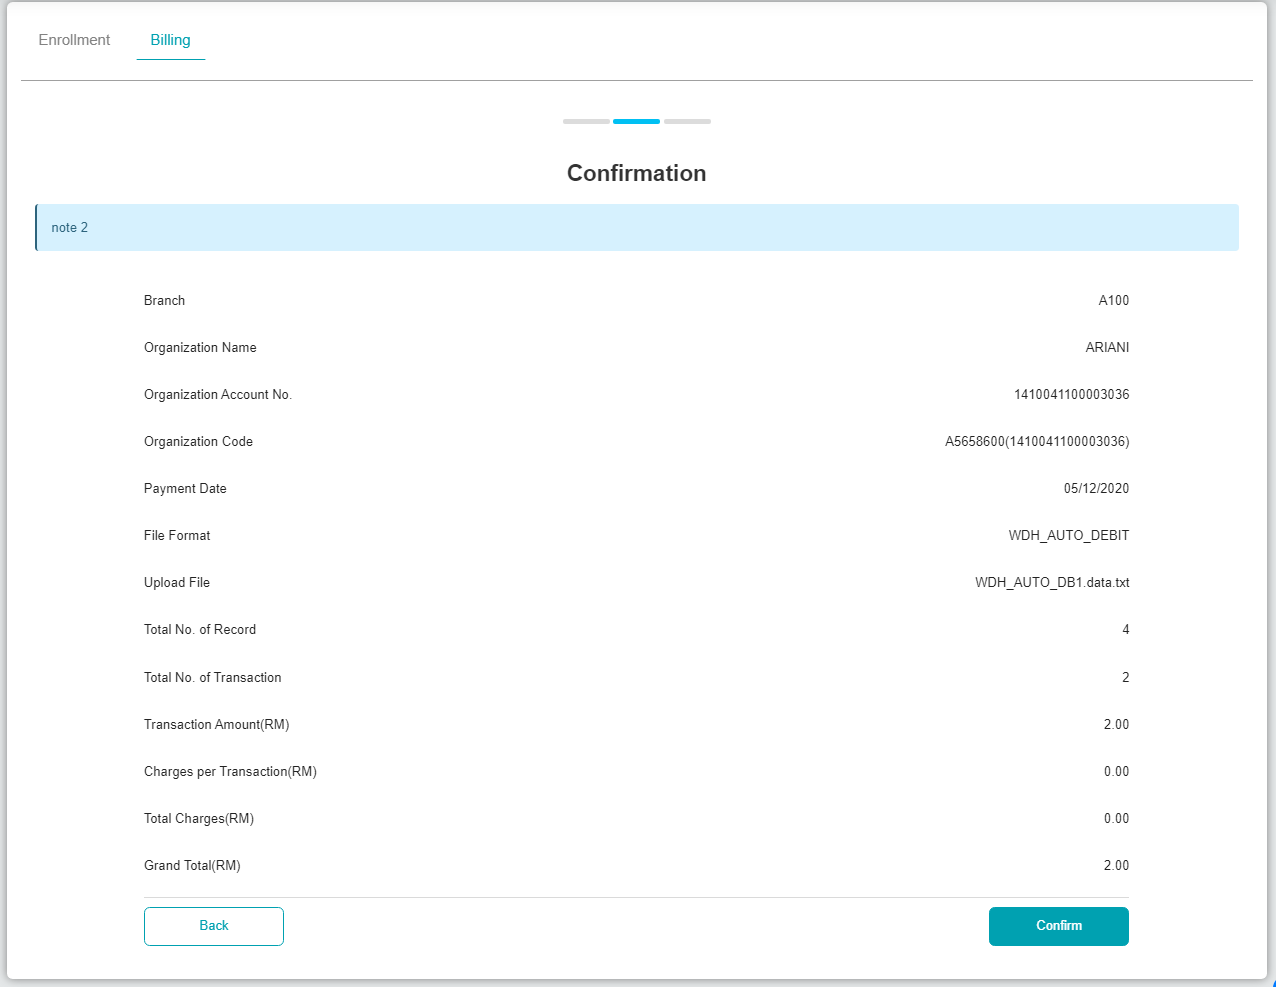 Enrollment Billing
Confirmation
note 2
Branch A100
Organization Name ARIANI
Organization Account No. 1410041100003036
Organization Code A5658600(1410041100003036)
Payment Date 05/12/2020
File Format WDH_AUTO_DEBIT
Upload File WDH_AUTO_DB1.data.txt
Total No. of Record 4
Total No. of Transaction 2
Transaction Amount(RM) 2.00
Charges per Transaction(RM) 0.00
Total Charges(RM) 0.00
Grand Total(RM) 2.00
Back Confirm